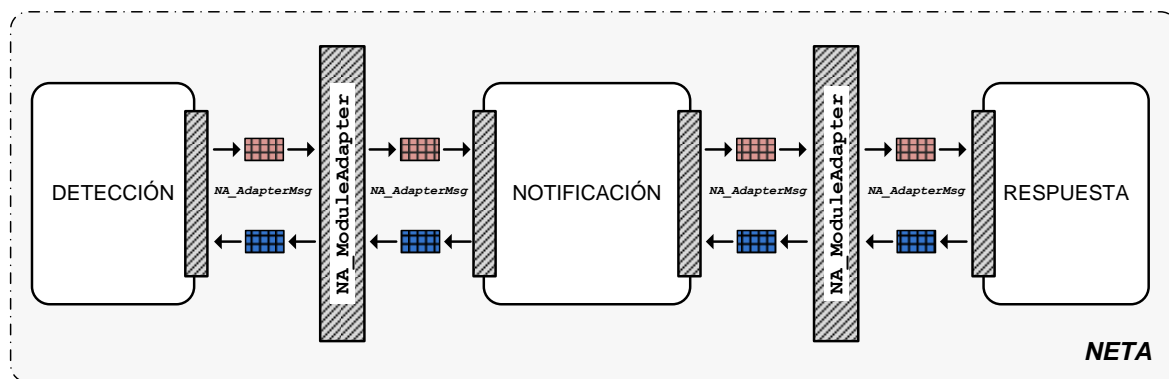 DETECCIÓN
NA_AdapterMsg
NA_ModuleAdapter
NA_AdapterMsg
NOTIFICACIÓN
NA_AdapterMsg
NA_ModuleAdapter
NA_AdapterMsg
RESPUESTA
NETA